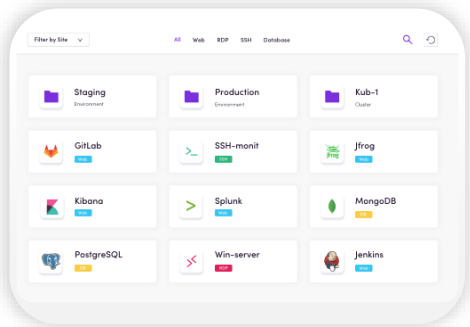 Filter by Site
All Web RDP SSH Database
Staging
Environment
Production
Environment
Kub-1
Cluster
GitLab
Web
SSH-monit
Jfrog
Web
jfrog
Kibana
Web
Splunk
Web
MongoDB
DB
PostgreSQL
DB
Win-server
RDP
Jenkins
Web